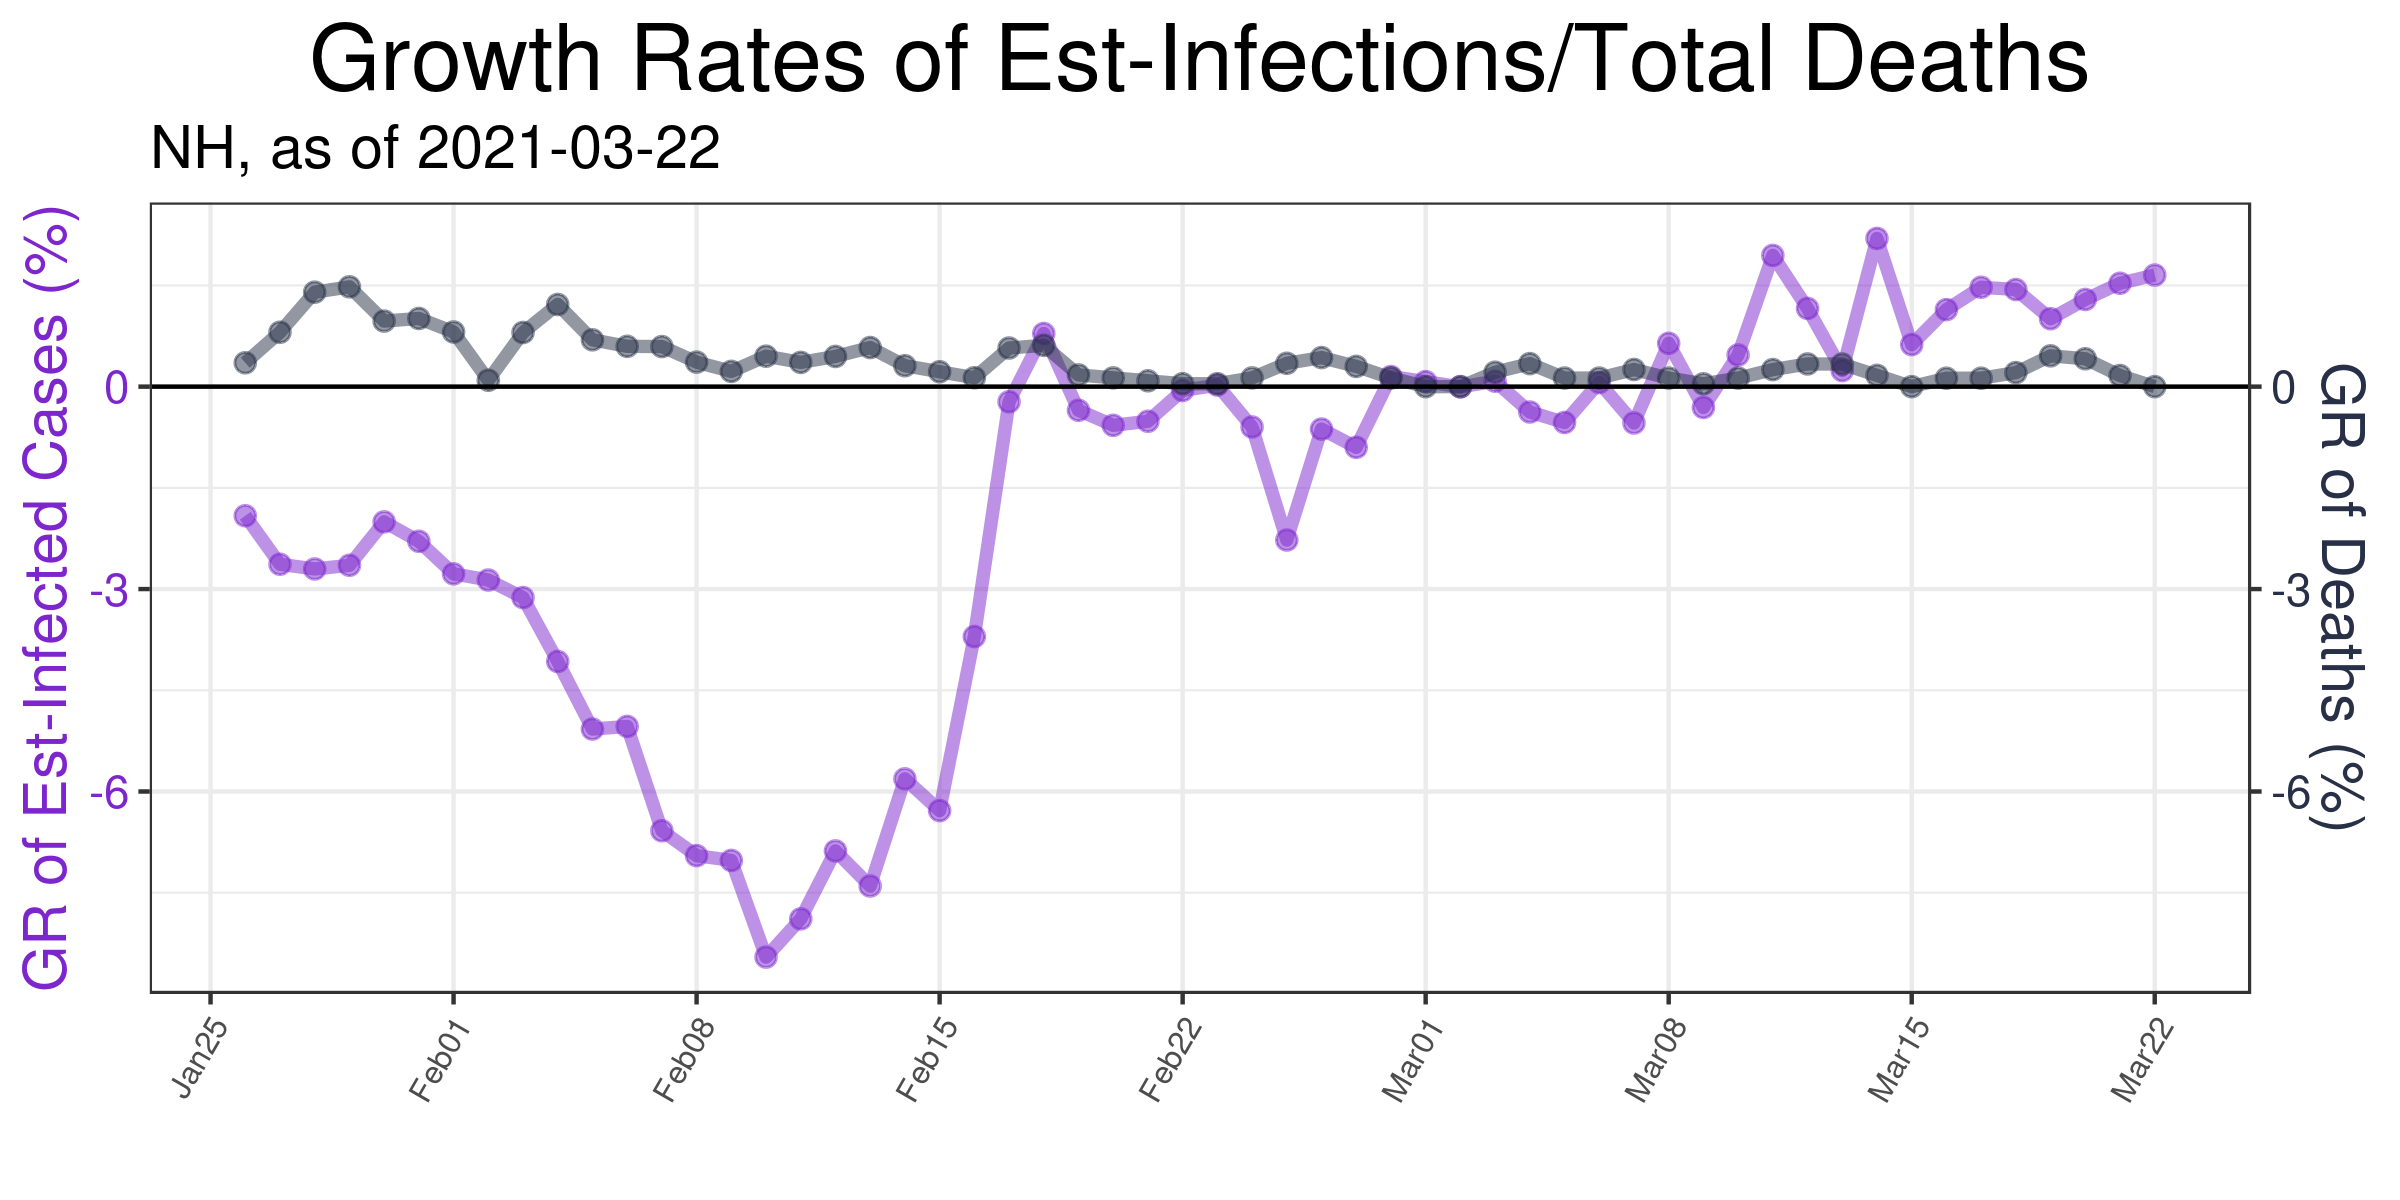 Growth Rates of Est-Infections/Total Deaths
NH, as of 2021-03-22
GR of Est-Infected Cases (%)
0
-3
-6
0
-3
-6
GR of Deaths (%)
Jan25
Feb01
Feb08
Feb15
Feb22
Mar01
Mar08
Mar15
Mar22